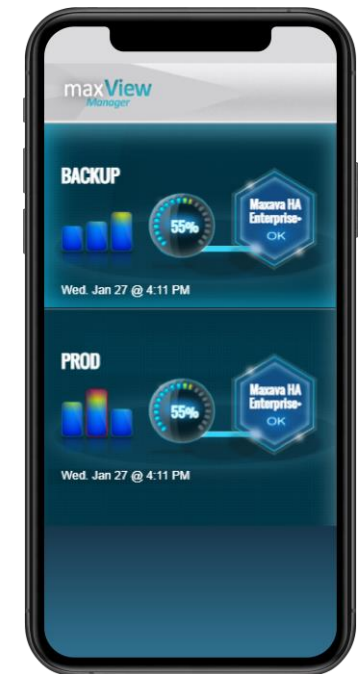 maxView
Manager
BACKUP
55%
Maxava HA
Enterprise+
OK
Wed. Jan 27 @ 4:11 PM
PROD
55%
Maxava HA
Enterprise+
OK
Wed. Jan 27 @ 4:11 PM